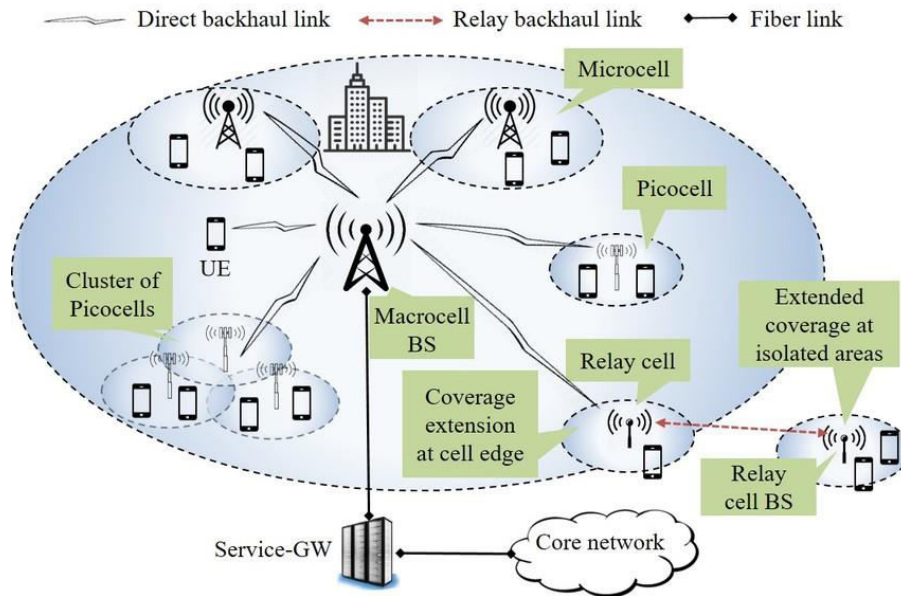 Direct backhaul link
Relay backhaul link
Fiber link
Microcell
Picocell
UE
Cluster of
Picocells
Macrocell
BS
Extended
coverage at
isolated areas
Relay cell
Coverage
extension
at cell edge
Relay
cell BS
Service-GW
Core network